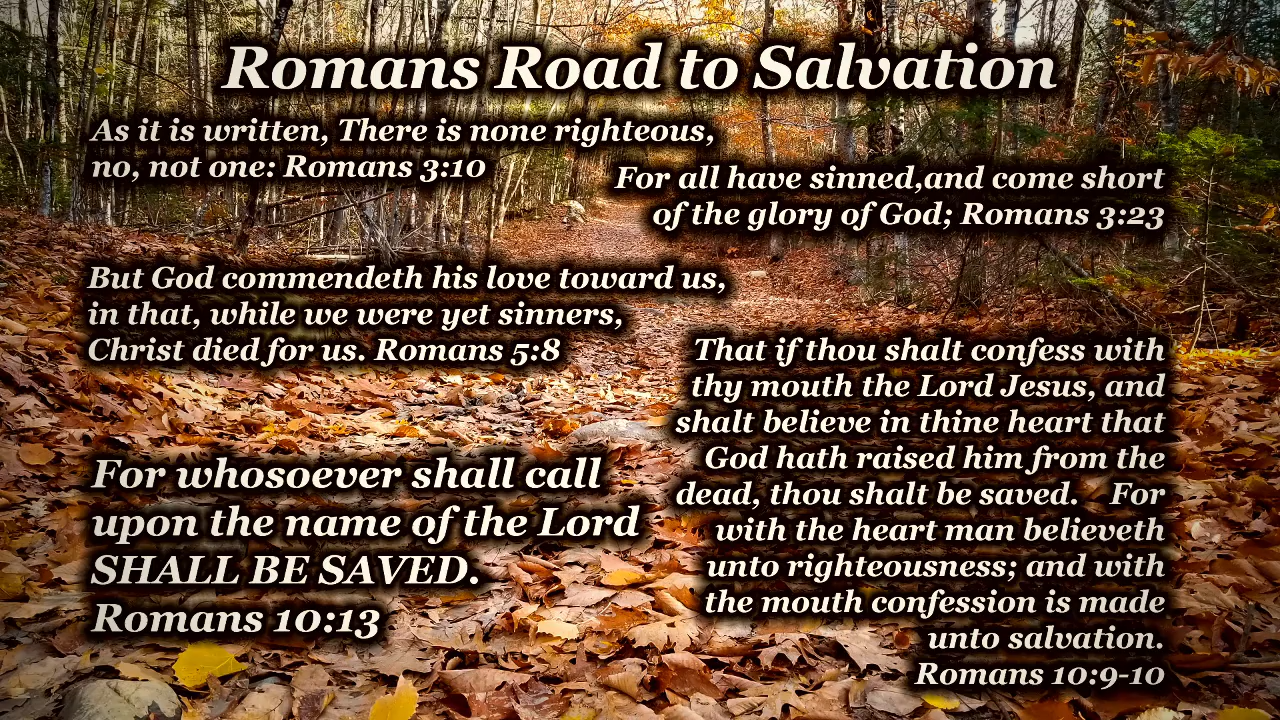 Romans Road to Salvation
As it is written, There is none righteous,
no, not one: Romans 3:10
For all have sinned,and come short
of the glory of God; Romans 3:23
But God commendeth his love toward us,
in that, while we were yet sinners,
Christ died for us. Romans 5:8
That if thou shalt confess with
thy mouth the Lord Jesus, and
shalt believe in thine heart that
God hath raised him from the
dead, thou shalt be saved. For
with the heart man believeth
unto righteousness; and with
the mouth confession is made
unto salvation.
Romans 10:9-10
For whosoever shall call
upon the name of the Lord
SHALL BE SAVED.
Romans 10:13